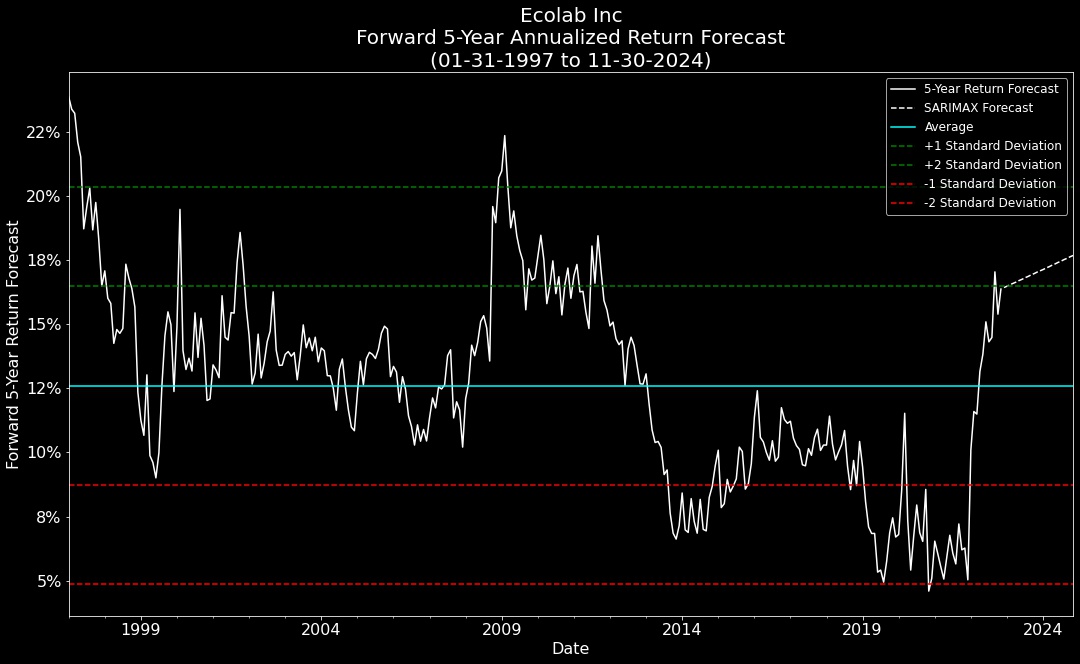 Ecolab Inc
Forward 5-Year Annualized Return Forecast
(01-31-1997 to 11-30-2024)
5-Year Return Forecast
SARIMAX Forecast
Average
+1 Standard Deviation
+2 Standard Deviation
-1 Standard Deviation
-2 Standard Deviation
Forward 5-Year Return Forecast
22%
20%
18%
15%
12%
10%
8%
5%
1999 2004 2009 2014 2019 2024
Date